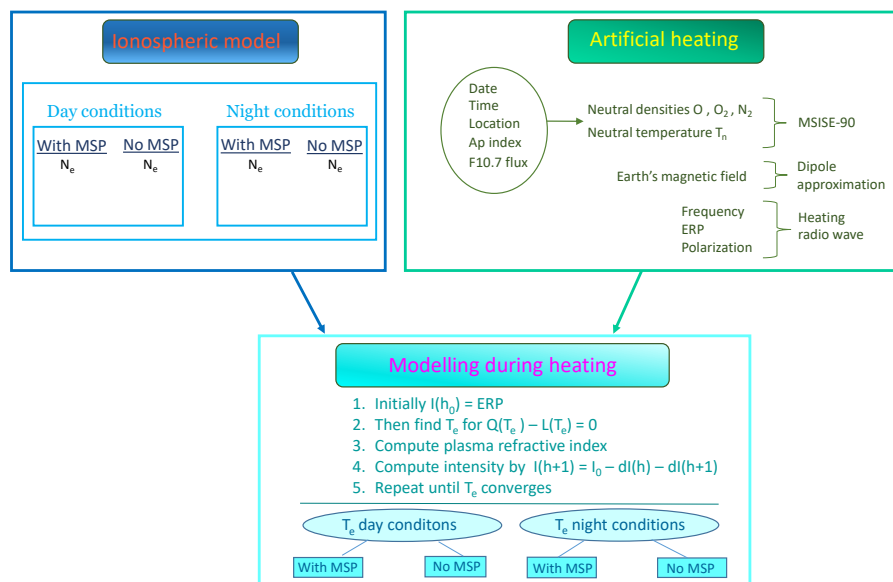 Ionospheric model
Day conditions
With MSP
No MSP
Nₑ
Nₑ
Night conditions
With MSP
No MSP
Nₑ
Nₑ
Artificial heating
Date
Time
Location
Ap index
F10.7 flux
Neutral densities O , O₂ , N₂
Neutral temperature Tₙ
MSISE-90
Earth's magnetic field
Dipole
approximation
Frequency
ERP
Polarization
Heating
radio wave
Modelling during heating
1. Initially I(h₀) = ERP
2. Then find Tₑ for Q(Tₑ ) – L(Tₑ) = 0
3. Compute plasma refractive index
4. Compute intensity by I(h+1) = I₀ – dI(h) – dI(h+1)
5. Repeat until Tₑ converges
Tₑ day conditons
With MSP
No MSP
Tₑ night conditions
With MSP
No MSP